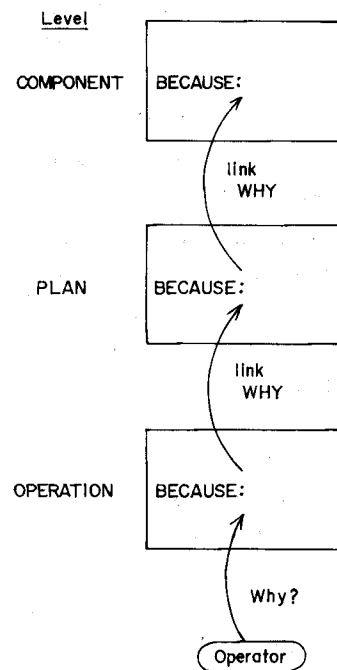 Level
COMPONENT BECAUSE:
link
WHY
PLAN BECAUSE:
link
WHY
OPERATION BECAUSE:
Why?
Operator